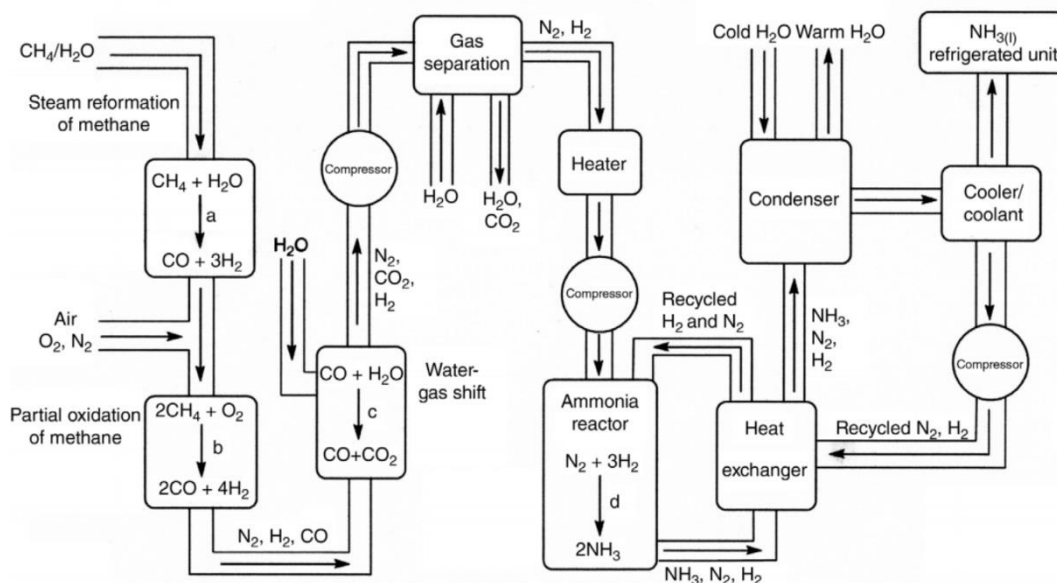 CH₄/H₂O
Steam reformation
of methane
CH₄ + H₂O
a
CO + 3H₂
Air
O₂, N₂
Partial oxidation
of methane
2CH₄ + O₂
b
2CO + 4H₂
N₂, H₂, CO
H₂O
CO + H₂O
c
CO+CO₂
Water-
gas shift
N₂,
CO₂,
H₂
Compressor
Gas
separation
H₂O
H₂O,
CO₂
N₂, H₂
Heater
Compressor
Ammonia
reactor
N₂ + 3H₂
d
2NH₃
NH₃, N₂, H₂
Recycled
H₂ and N₂
Heat
exchanger
NH₃,
N₂,
H₂
Cold H₂O Warm H₂O
Condenser
Cooler/
coolant
NH₃₍ₗ₎
refrigerated unit
Compressor
Recycled N₂, H₂